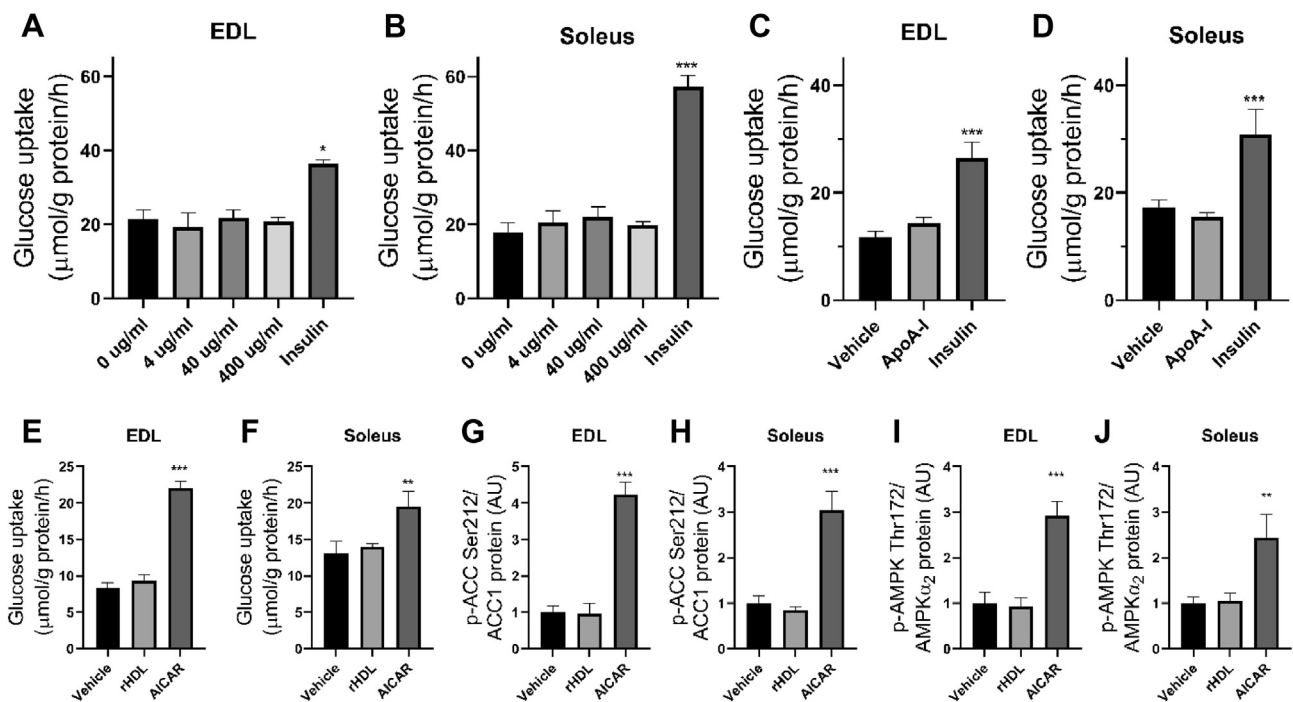 A
EDL
Glucose uptake
(μmol/g protein/h)
60
40
20
0
*
0 ug/ml
4 ug/ml
40 ug/ml
400 ug/ml
Insulin
B
Soleus
Glucose uptake
(μmol/g protein/h)
60
40
20
0
***
0 ug/ml
4 ug/ml
40 ug/ml
400 ug/ml
Insulin
C
EDL
Glucose uptake
(μmol/g protein/h)
40
20
0
***
Vehicle
ApoA-I
Insulin
D
Soleus
Glucose uptake
(μmol/g protein/h)
40
20
0
***
Vehicle
ApoA-I
Insulin
E
EDL
Glucose uptake
(μmol/g protein/h)
25
20
15
10
5
0
***
Vehicle
rHDL
AICAR
F
Soleus
Glucose uptake
(μmol/g protein/h)
25
20
15
10
5
0
**
Vehicle
rHDL
AICAR
G
EDL
p-ACC Ser212/
ACC1 protein (AU)
5
4
3
2
1
0
***
Vehicle
rHDL
AICAR
H
Soleus
p-ACC Ser212/
ACC1 protein (AU)
4
3
2
1
0
***
Vehicle
rHDL
AICAR
I
EDL
p-AMPK Thr172/
AMPKα₂ protein (AU)
4
3
2
1
0
***
Vehicle
rHDL
AICAR
J
Soleus
p-AMPK Thr172/
AMPKα₂ protein (AU)
4
3
2
1
0
**
Vehicle
rHDL
AICAR